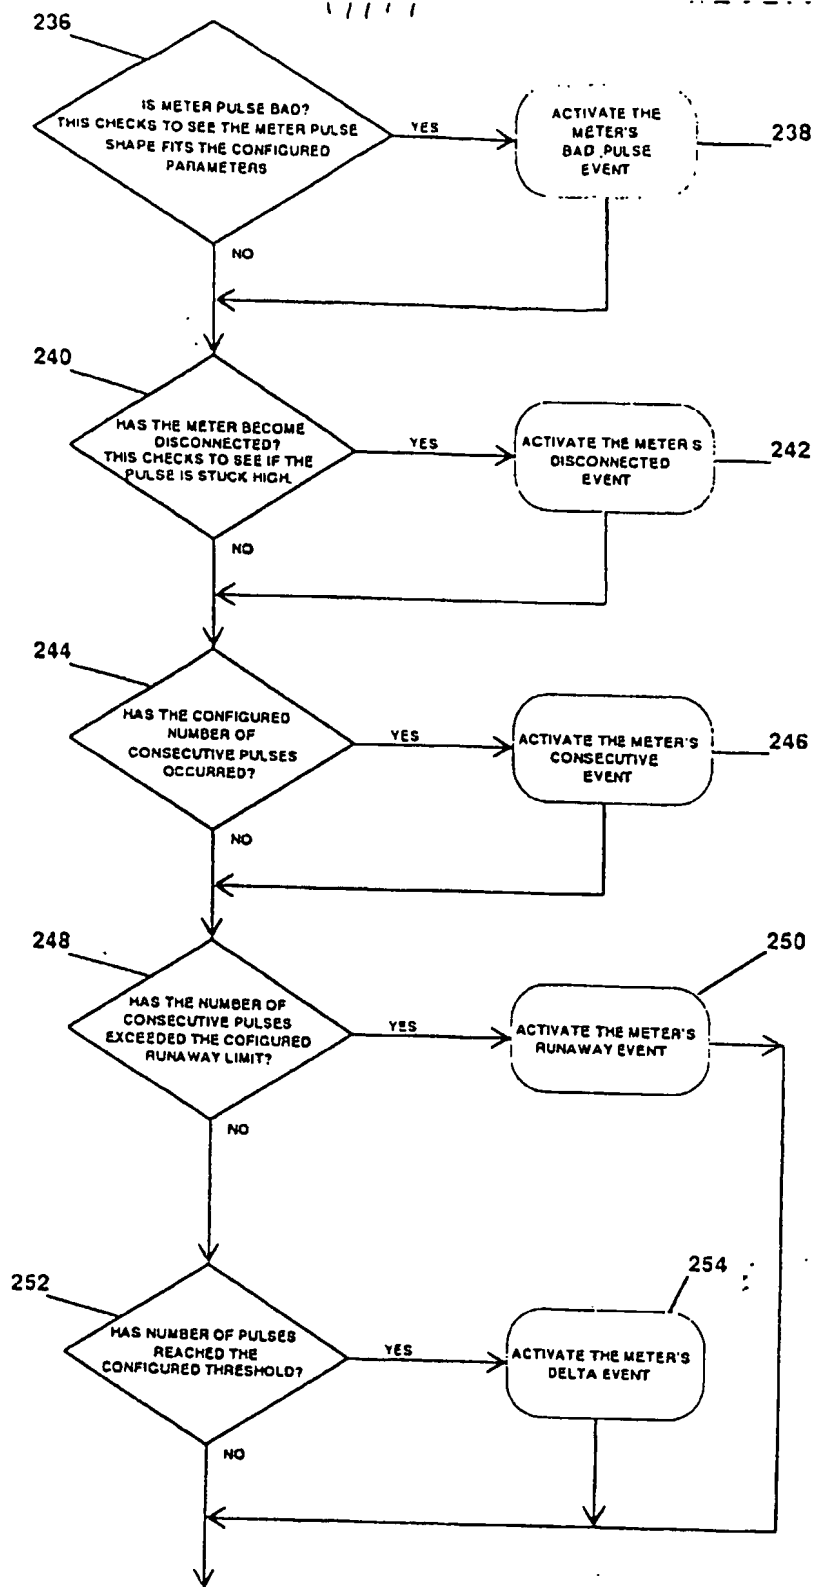 236
IS METER PULSE BAD?
THIS CHECKS TO SEE THE METER PULSE
SHAPE FITS THE CONFIGURED
PARAMETERS
YES
ACTIVATE THE
METER'S
BAD PULSE
EVENT
238
NO
240
HAS THE METER BECOME
DISCONNECTED?
THIS CHECKS TO SEE IF THE
PULSE IS STUCK HIGH.
YES
ACTIVATE THE METER'S
DISCONNECTED
EVENT
242
NO
244
HAS THE CONFIGURED
NUMBER OF
CONSECUTIVE PULSES
OCCURRED?
YES
ACTIVATE THE METER'S
CONSECUTIVE
EVENT
246
NO
248
HAS THE NUMBER OF
CONSECUTIVE PULSES
EXCEEDED THE COFIGURED
RUNAWAY LIMIT?
YES
ACTIVATE THE METER'S
RUNAWAY EVENT
250
NO
252
HAS NUMBER OF PULSES
REACHED THE
CONFIGURED THRESHOLD?
YES
ACTIVATE THE METER'S
DELTA EVENT
254
NO